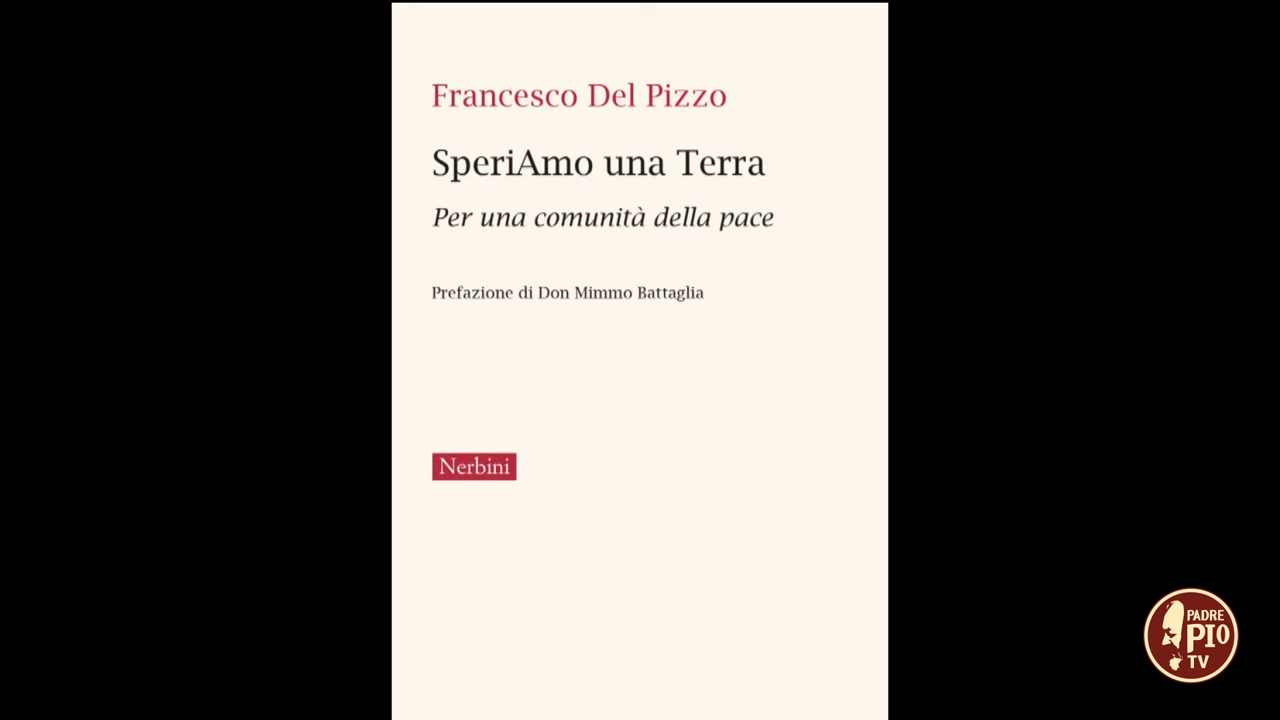 Francesco Del Pizzo
SperiAmo una Terra
Per una comunità della pace
Prefazione di Don Mimmo Battaglia
Nerbini
PADRE
PIO
TV